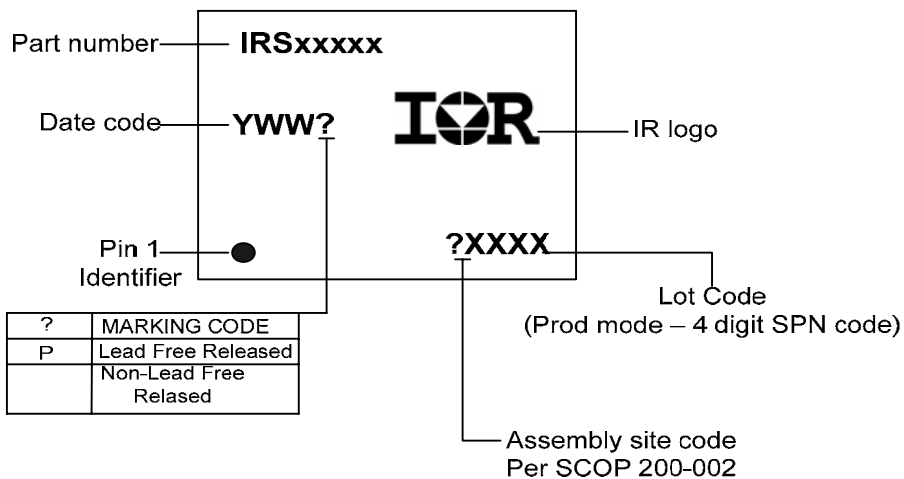 Part number
IRSxxxxx
Date code
YWW?
IOR
IR logo
Pin 1
Identifier
?XXXX
Lot Code
(Prod mode – 4 digit SPN code)
? MARKING CODE
P Lead Free Released
Non-Lead Free
Relased
Assembly site code
Per SCOP 200-002